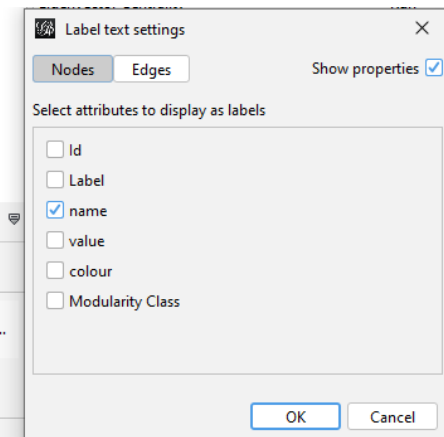 Label text settings
Nodes Edges Show properties
Select attributes to display as labels
Id
Label
name
value
colour
Modularity Class
OK Cancel